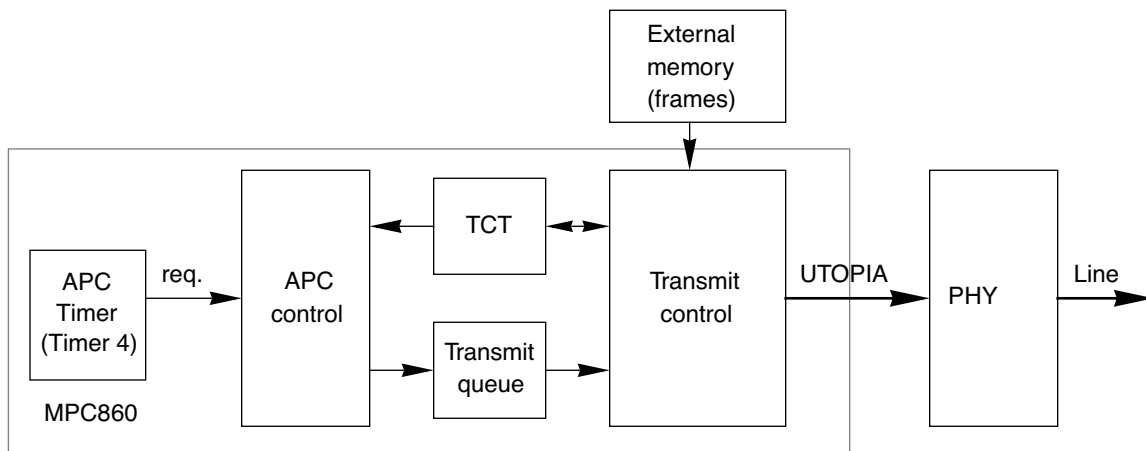 External
memory
(frames)
TCT
APC
Timer
(Timer 4)
req.
APC
control
Transmit
control
UTOPIA
PHY
Line
Transmit
queue
MPC860